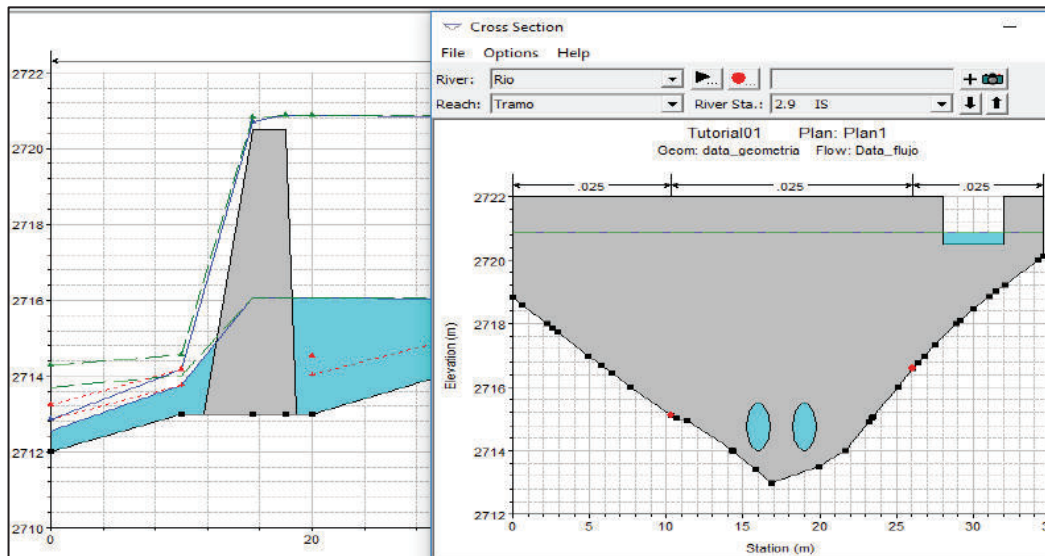 Cross Section
File Options Help
River: Rio
Reach: Tramo River Sta.: 2.9 IS
Tutorial01 Plan: Plan1
Geom: data_geometria Flow: Data_flujo
.025 .025 .025
2722
2720
2718
2716
2714
2712
2710
0 20
Elevation (m)
2722
2720
2718
2716
2714
2712
0 5 10 15 20 25 30
Station (m)